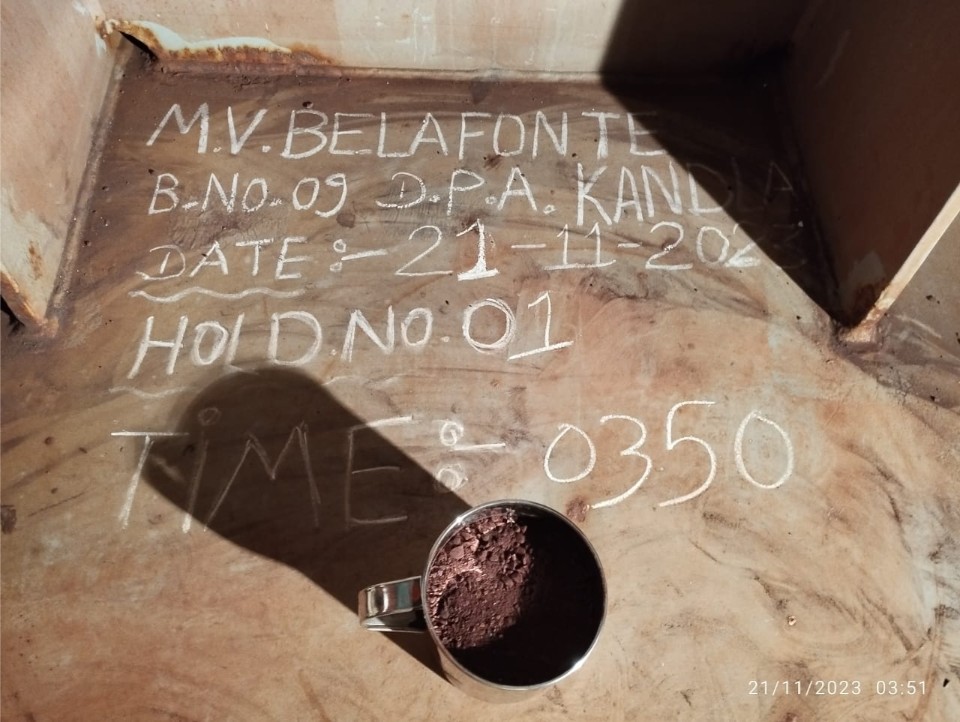 M.V. BELAFONTE
B.NO.09 D.P.A. KANDLA
DATE :- 21-11-2023
HOLD.NO.01
TIME :- 0350
21/11/2023 03:51